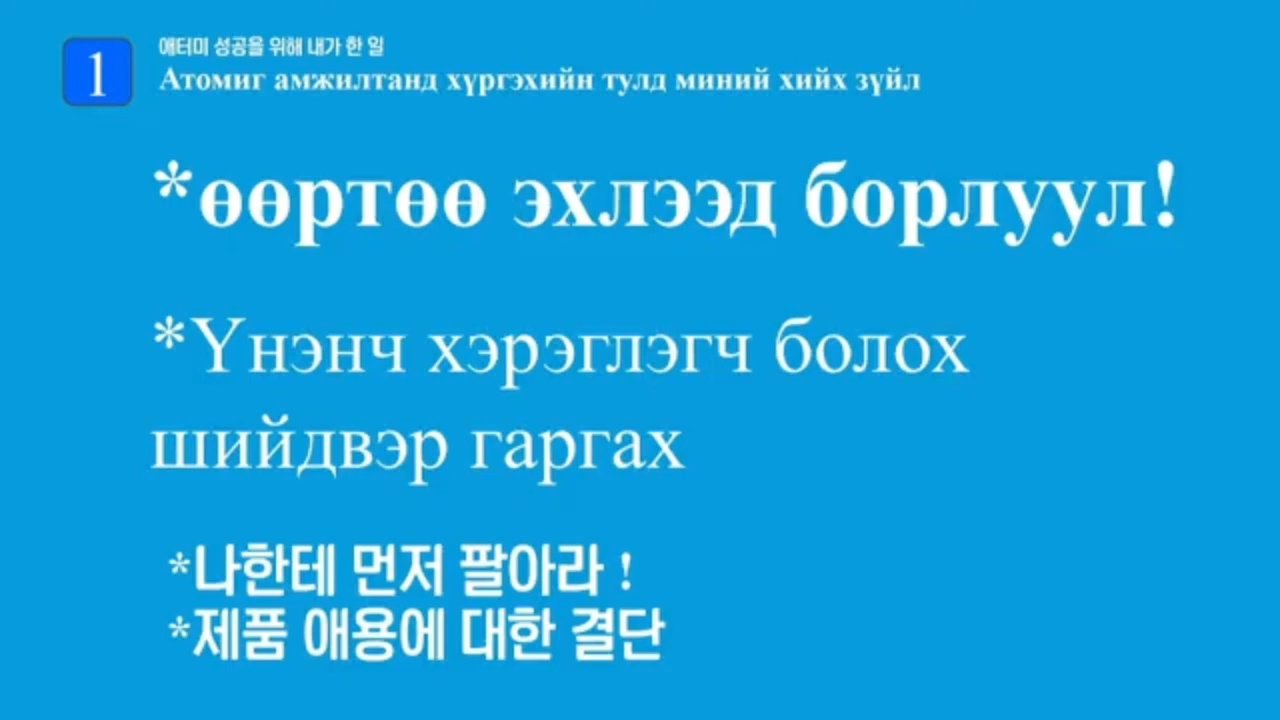 1
애터미 성공을 위해 내가 한 일
Атомиг амжилтанд хүргэхийн тулд миний хийх зүйл
*өөртөө эхлээд борлуул!
*Үнэнч хэрэглэгч болох
шийдвэр гаргах
*나한테 먼저 팔아라 !
*제품 애용에 대한 결단